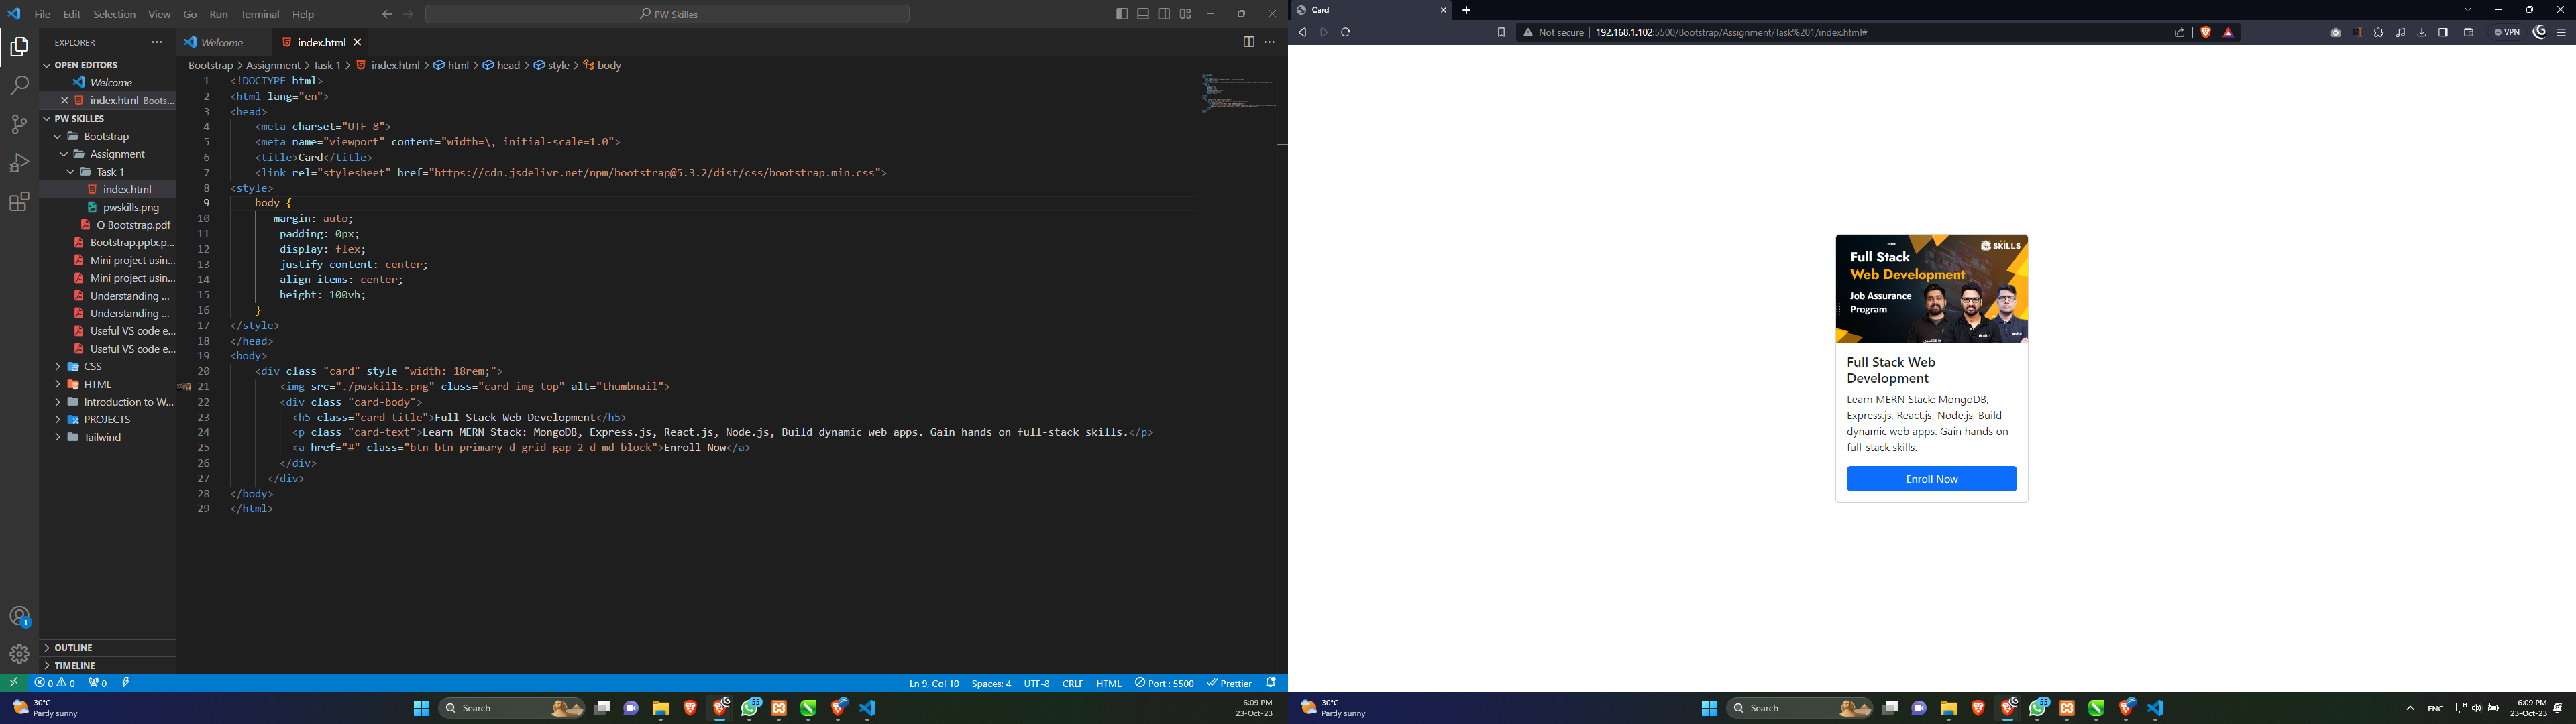 File Edit Selection View Go Run Terminal Help
PW Skilles
EXPLORER
OPEN EDITORS
Welcome
index.html Boots...
PW SKILLES
Bootstrap
Assignment
Task 1
index.html
pwskills.png
Q Bootstrap.pdf
Bootstrap.pptx.p...
Mini project usin...
Mini project usin...
Understanding ...
Understanding ...
Useful VS code e...
Useful VS code e...
CSS
HTML
Introduction to W...
PROJECTS
Tailwind
OUTLINE
TIMELINE
1
Welcome
index.html
Bootstrap > Assignment > Task 1 > index.html > html > head > style > body
1 <!DOCTYPE html>
2 <html lang="en">
3 <head>
4 <meta charset="UTF-8">
5 <meta name="viewport" content="width=\, initial-scale=1.0">
6 <title>Card</title>
7 <link rel="stylesheet" href="https://cdn.jsdelivr.net/npm/bootstrap@5.3.2/dist/css/bootstrap.min.css">
8 <style>
9 body {
10 margin: auto;
11 padding: 0px;
12 display: flex;
13 justify-content: center;
14 align-items: center;
15 height: 100vh;
16 }
17 </style>
18 </head>
19 <body>
20 <div class="card" style="width: 18rem;">
21 <img src="./pwskills.png" class="card-img-top" alt="thumbnail">
22 <div class="card-body">
23 <h5 class="card-title">Full Stack Web Development</h5>
24 <p class="card-text">Learn MERN Stack: MongoDB, Express.js, React.js, Node.js, Build dynamic web apps. Gain hands on full-stack skills.</p>
25 <a href="#" class="btn btn-primary d-grid gap-2 d-md-block">Enroll Now</a>
26 </div>
27 </div>
28 </body>
29 </html>
0 0 0
Ln 9, Col 10 Spaces: 4 UTF-8 CRLF HTML Port : 5500 Prettier
30°C
Partly sunny
Search
55
6:09 PM
23-Oct-23
Card
Not secure 192.168.1.102:5500/Bootstrap/Assignment/Task%201/index.html#
VPN
SKILLS
Full Stack
Web Development
Job Assurance
Program
Full Stack Web
Development
Learn MERN Stack: MongoDB,
Express.js, React.js, Node.js, Build
dynamic web apps. Gain hands on
full-stack skills.
Enroll Now
30°C
Partly sunny
Search
55
ENG
6:09 PM
23-Oct-23